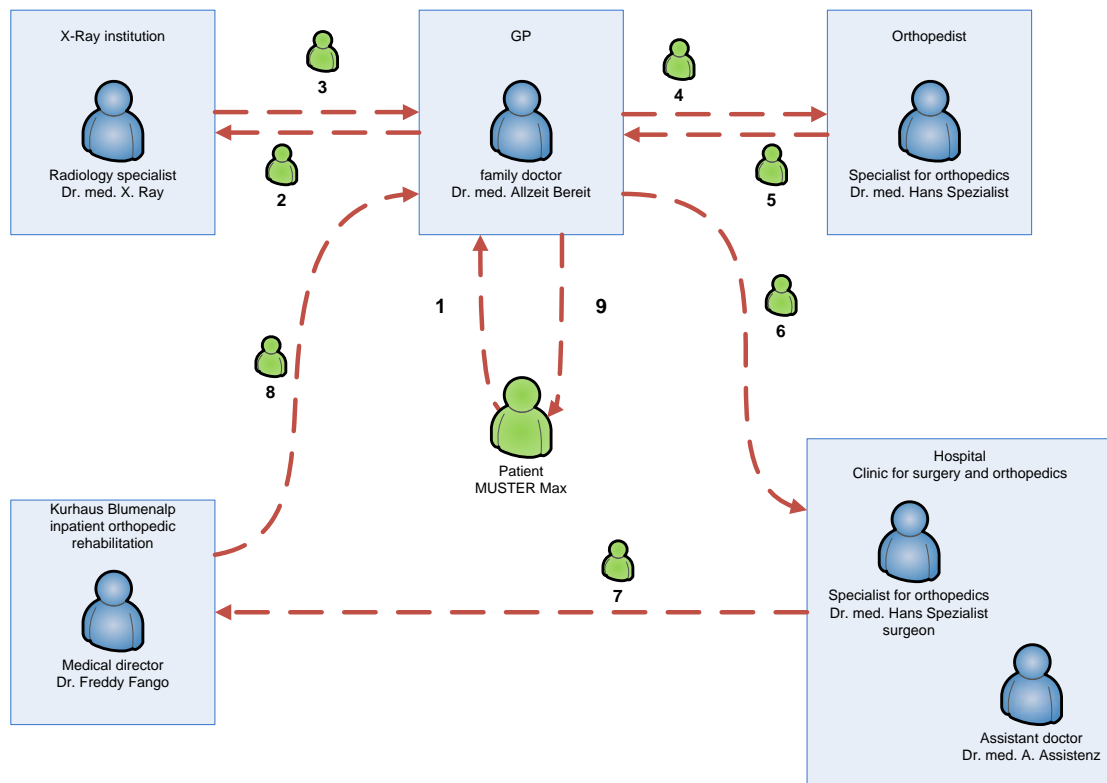 X-Ray institution
Radiology specialist
Dr. med. X. Ray
3
2
GP
family doctor
Dr. med. Allzeit Bereit
4
5
Orthopedist
Specialist for orthopedics
Dr. med. Hans Spezialist
1
9
6
8
Patient
MUSTER Max
Kurhaus Blumenalp
inpatient orthopedic
rehabilitation
Medical director
Dr. Freddy Fango
7
Hospital
Clinic for surgery and orthopedics
Specialist for orthopedics
Dr. med. Hans Spezialist
surgeon
Assistant doctor
Dr. med. A. Assistenz